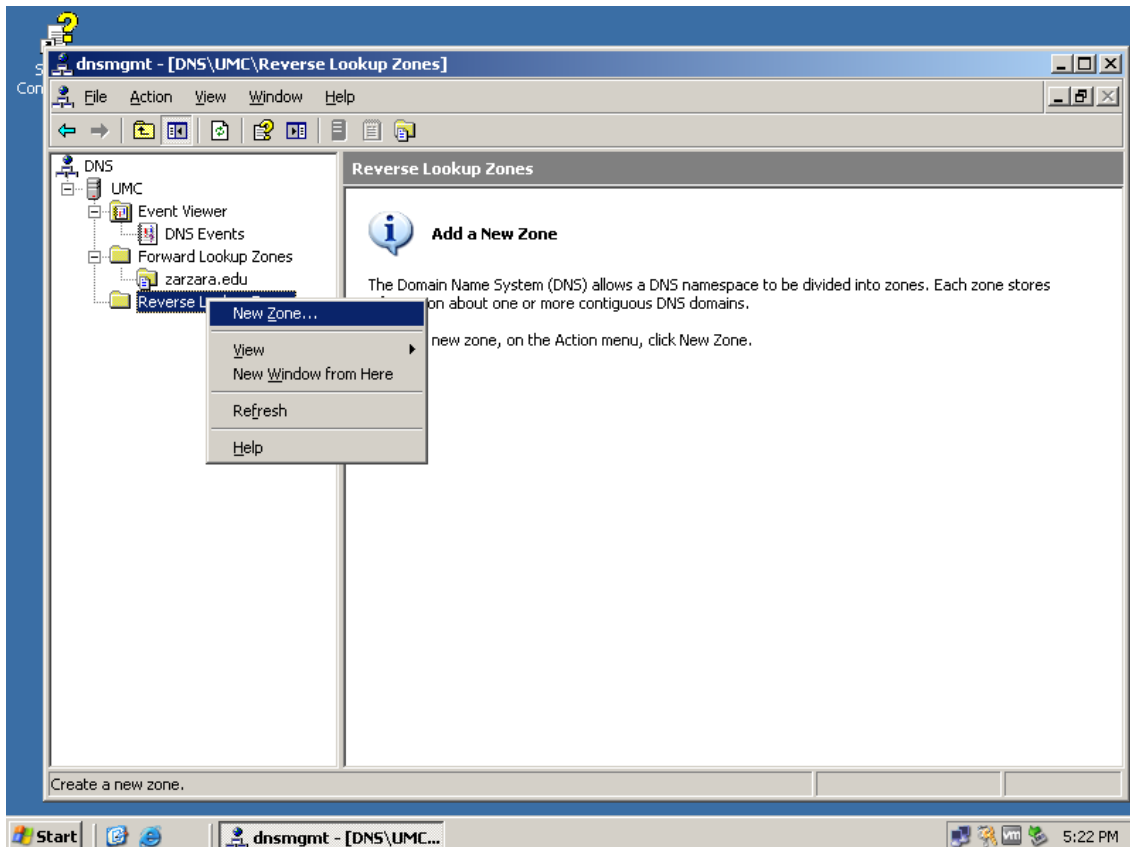 S
Con
dnsmgmt - [DNS\UMC\Reverse Lookup Zones]
File Action View Window Help
DNS
UMC
Event Viewer
DNS Events
Forward Lookup Zones
zarzara.edu
Reverse L
New Zone...
View
New Window from Here
Refresh
Help
Reverse Lookup Zones
Add a New Zone
The Domain Name System (DNS) allows a DNS namespace to be divided into zones. Each zone stores
on about one or more contiguous DNS domains.
new zone, on the Action menu, click New Zone.
Create a new zone.
Start
dnsmgmt - [DNS\UMC...
vm
5:22 PM